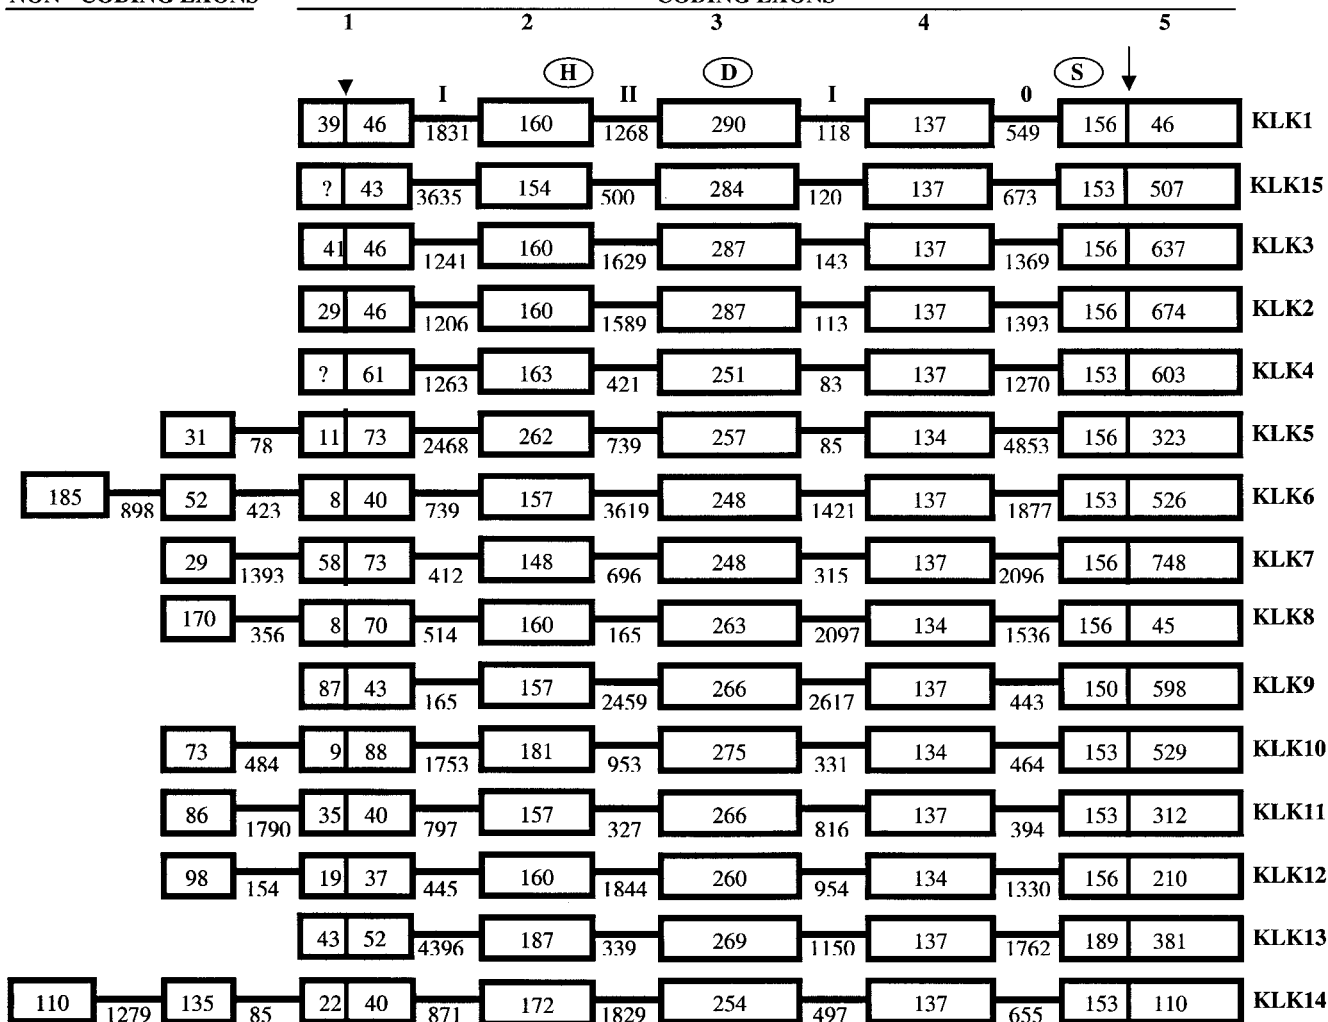 NON - CODING EXONS CODING EXONS
1 2 3 4 5
H D S
I II I 0
39 46 1831 160 1268 290 118 137 549 156 46 KLK1
? 43 3635 154 500 284 120 137 673 153 507 KLK15
41 46 1241 160 1629 287 143 137 1369 156 637 KLK3
29 46 1206 160 1589 287 113 137 1393 156 674 KLK2
? 61 1263 163 421 251 83 137 1270 153 603 KLK4
31 78 11 73 2468 262 739 257 85 134 4853 156 323 KLK5
185 898 52 423 8 40 739 157 3619 248 1421 137 1877 153 526 KLK6
29 1393 58 73 412 148 696 248 315 137 2096 156 748 KLK7
170 356 8 70 514 160 165 263 2097 134 1536 156 45 KLK8
87 43 165 157 2459 266 2617 137 443 150 598 KLK9
73 484 9 88 1753 181 953 275 331 134 464 153 529 KLK10
86 1790 35 40 797 157 327 266 816 137 394 153 312 KLK11
98 154 19 37 445 160 1844 260 954 134 1330 156 210 KLK12
43 52 4396 187 339 269 1150 137 1762 189 381 KLK13
110 1279 135 85 22 40 871 172 1829 254 497 137 655 153 110 KLK14